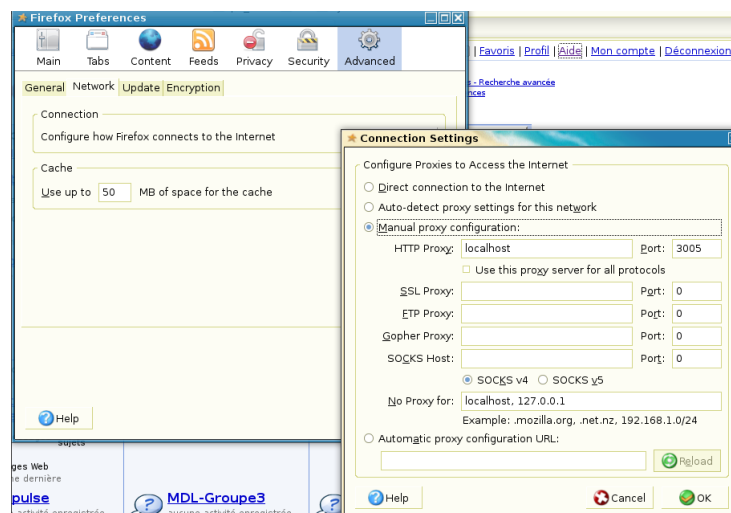 Firefox Preferences
Main Tabs Content Feeds Privacy Security Advanced
| Favoris | Profil | Aide | Mon compte | Déconnexion
- Recherche avancée
General Network Update Encryption
Connection
Configure how Firefox connects to the Internet
Cache
Use up to 50 MB of space for the cache
Help
Connection Settings
Configure Proxies to Access the Internet
Direct connection to the Internet
Auto-detect proxy settings for this network
Manual proxy configuration:
HTTP Proxy: localhost Port: 3005
Use this proxy server for all protocols
SSL Proxy: Port: 0
FTP Proxy: Port: 0
Gopher Proxy: Port: 0
SOCKS Host: Port: 0
SOCKS v4 SOCKS v5
No Proxy for: localhost, 127.0.0.1
Example: .mozilla.org, .net.nz, 192.168.1.0/24
Automatic proxy configuration URL:
Reload
Help Cancel OK
sujets
ges Web
ne dernière
pulse
activité enregistrée
MDL-Groupe3
aucune activité enregistrée